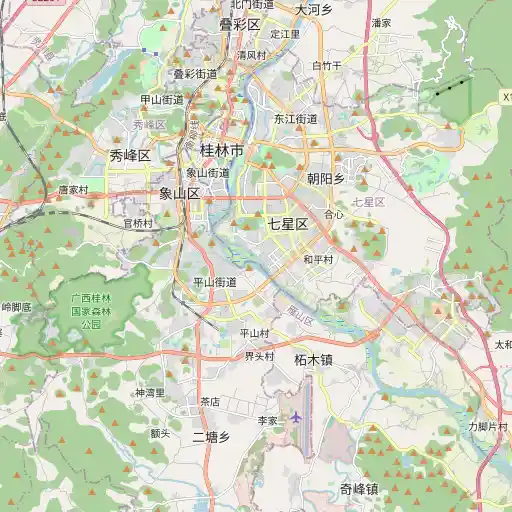 北门街道
大河乡
潘家
叠彩区
定江里
清风村
白竹干
叠彩街道
甲山街道
X1
东江街道
秀峰区
秀峰区
桂林市
象山街道
朝阳乡
唐家村
象山区
七星区
合心
官桥村
七星区
和平村
平山街道
广西桂林
国家森林
公园
岭脚底
平山村
太和
界头村
柘木镇
神湾里
茶店
李家
力脚片村
额头
二塘乡
奇峰镇